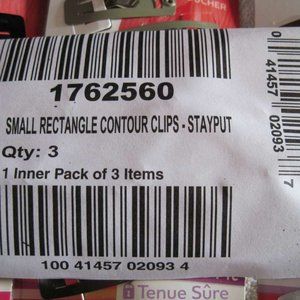 1762560
SMALL RECTANGLE CONTOUR CLIPS - STAYPUT
Qty: 3
1 Inner Pack of 3 Items
100 41457 02093 4
0 41457 02093 7
Tenue Sûre